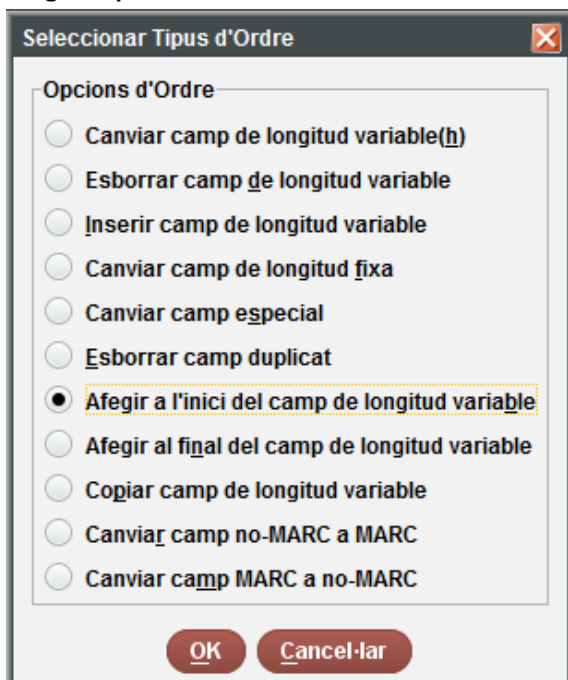 Seleccionar Tipus d'Ordre
Opcions d'Ordre
Canviar camp de longitud variable(h)
Esborrar camp de longitud variable
Inserir camp de longitud variable
Canviar camp de longitud fixa
Canviar camp especial
Esborrar camp duplicat
Afegir a l'inici del camp de longitud variable
Afegir al final del camp de longitud variable
Copiar camp de longitud variable
Canviar camp no-MARC a MARC
Canviar camp MARC a no-MARC
OK Cancel·lar